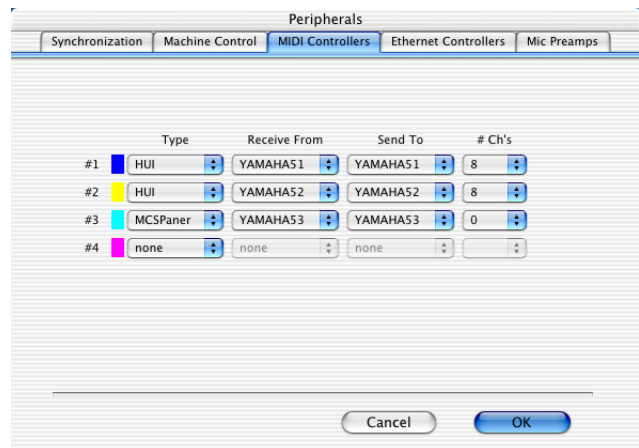 Peripherals
Synchronization Machine Control MIDI Controllers Ethernet Controllers Mic Preamps
Type Receive From Send To # Ch's
#1 HUI YAMAHA51 YAMAHA51 8
#2 HUI YAMAHA52 YAMAHA52 8
#3 MCSPaner YAMAHA53 YAMAHA53 0
#4 none none none
Cancel OK